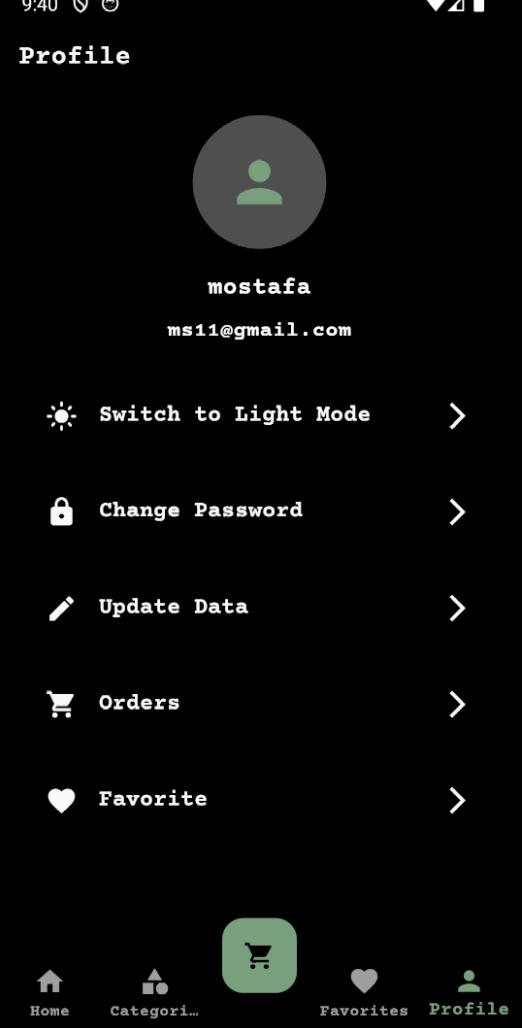 9:40
Profile
mostafa
ms11@gmail.com
Switch to Light Mode
Change Password
Update Data
Orders
Favorite
Home
Categori…
Favorites
Profile